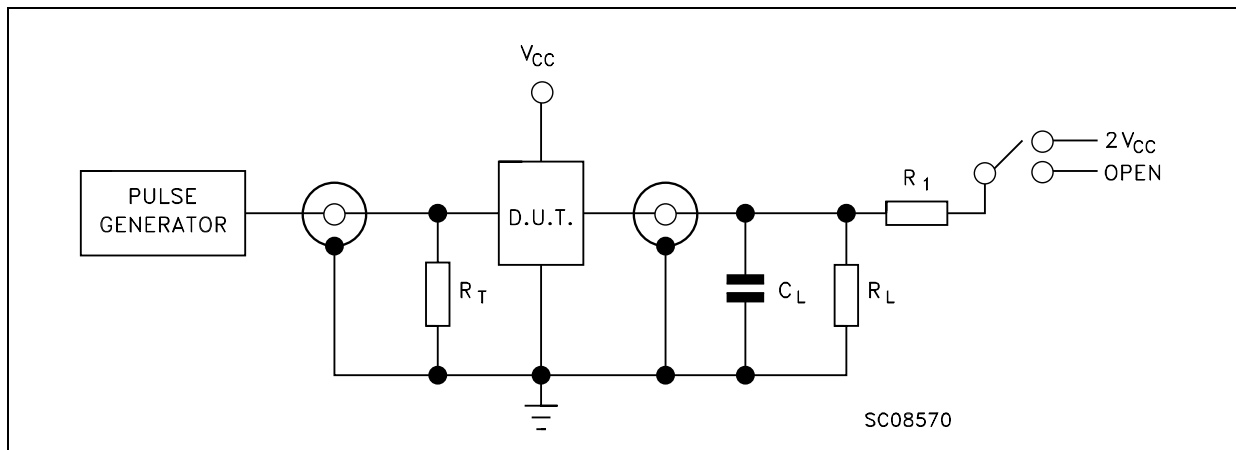 VCC
2VCC
OPEN
R1
PULSE
GENERATOR
D.U.T.
RT
CL
RL
SC08570